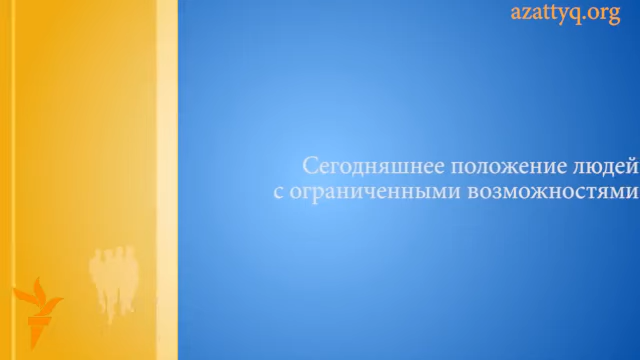 azattyq.org
Сегодняшнее положение людей
с ограниченными возможностями